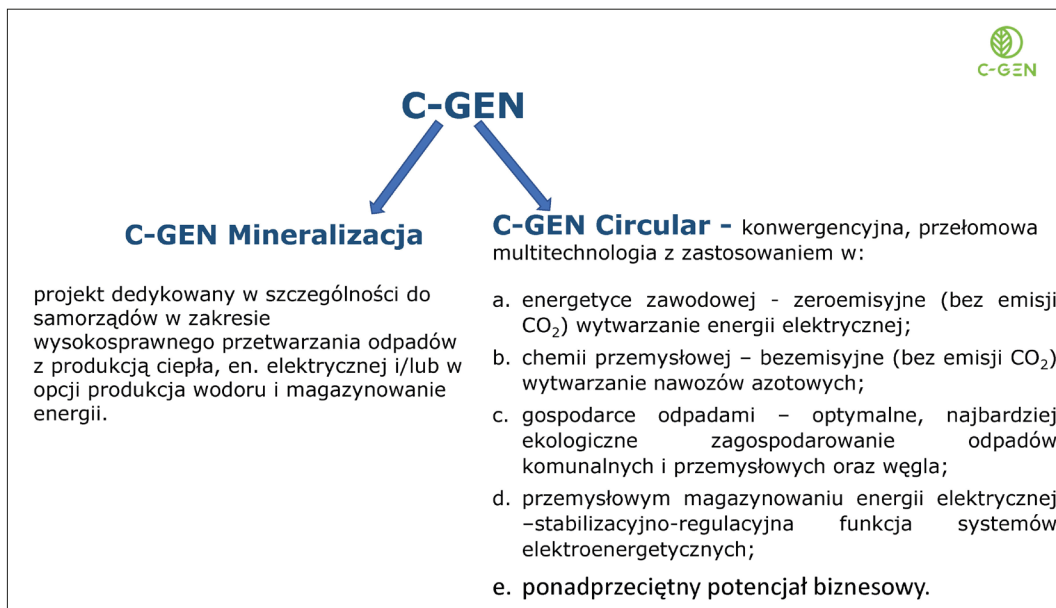 C-GEN
C-GEN
C-GEN Mineralizacja
projekt dedykowany w szczególności do
samorządów w zakresie
wysokosprawnego przetwarzania odpadów
z produkcją ciepła, en. elektrycznej i/lub w
opcji produkcja wodoru i magazynowanie
energii.
C-GEN Circular - konwergencyjna, przełomowa
multitechnologia z zastosowaniem w:
a. energetyce zawodowej - zeroemisyjne (bez emisji
CO₂) wytwarzanie energii elektrycznej;
b. chemii przemysłowej – bezemisyjne (bez emisji CO₂)
wytwarzanie nawozów azotowych;
c. gospodarce odpadami – optymalne, najbardziej
ekologiczne zagospodarowanie odpadów
komunalnych i przemysłowych oraz węgla;
d. przemysłowym magazynowaniu energii elektrycznej
–stabilizacyjno-regulacyjna funkcja systemów
elektroenergetycznych;
e. ponadprzeciętny potencjał biznesowy.